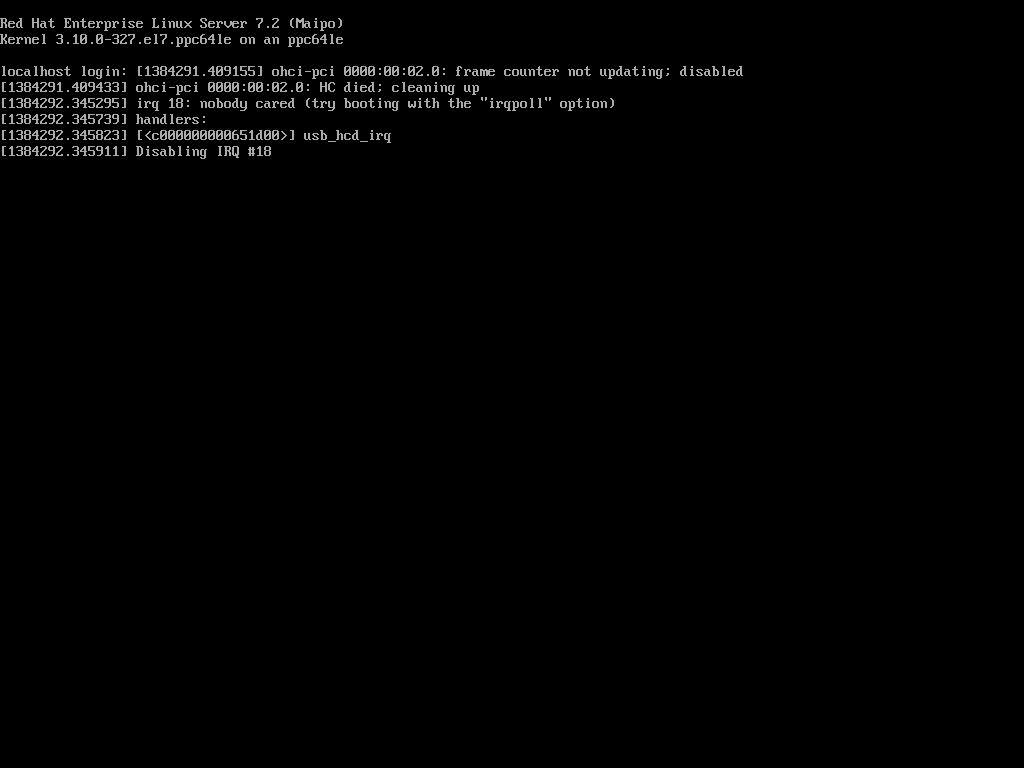 Red Hat Enterprise Linux Server 7.2 (Maipo)
Kernel 3.10.0-327.el7.ppc64le on an ppc64le
localhost login: [1384291.409155] ohci-pci 0000:00:02.0: frame counter not updating; disabled
[1384291.409433] ohci-pci 0000:00:02.0: HC died; cleaning up
[1384292.345295] irq 18: nobody cared (try booting with the "irqpoll" option)
[1384292.345739] handlers:
[1384292.345823] [<c000000000651d00>] usb_hcd_irq
[1384292.345911] Disabling IRQ #18